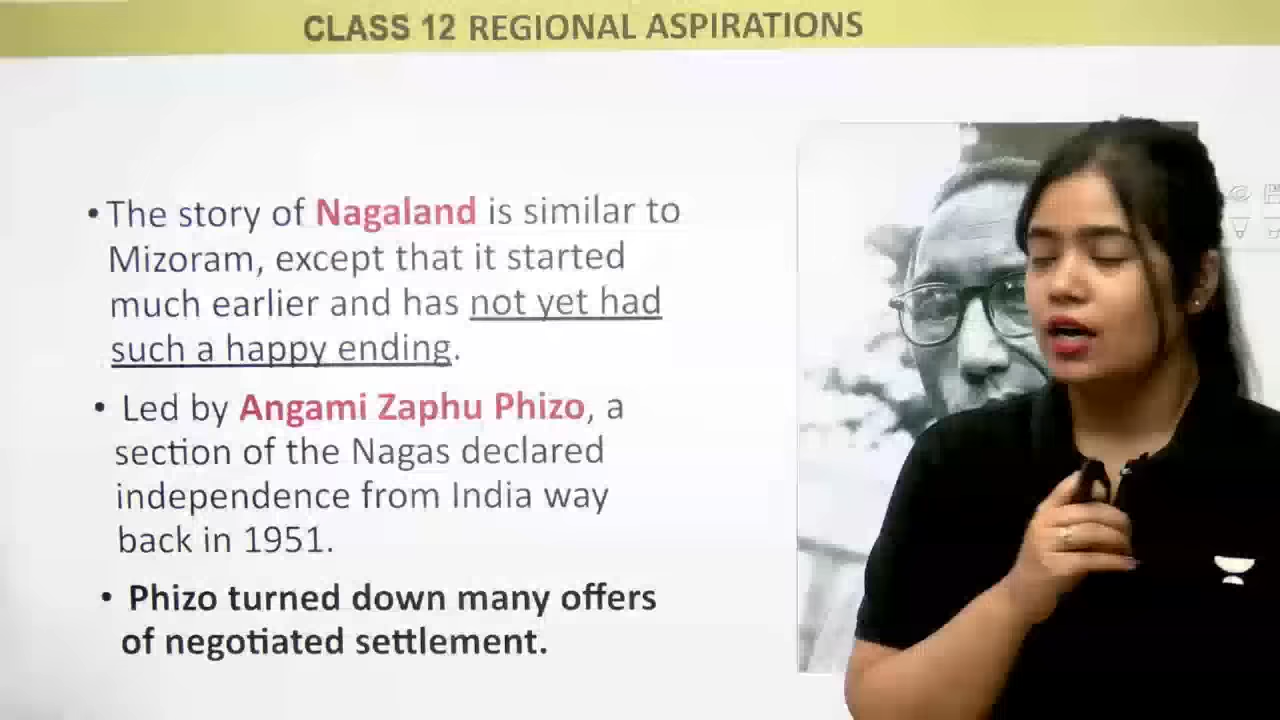 CLASS 12 REGIONAL ASPIRATIONS
• The story of Nagaland is similar to
Mizoram, except that it started
much earlier and has not yet had
such a happy ending.
• Led by Angami Zaphu Phizo, a
section of the Nagas declared
independence from India way
back in 1951.
• Phizo turned down many offers
of negotiated settlement.